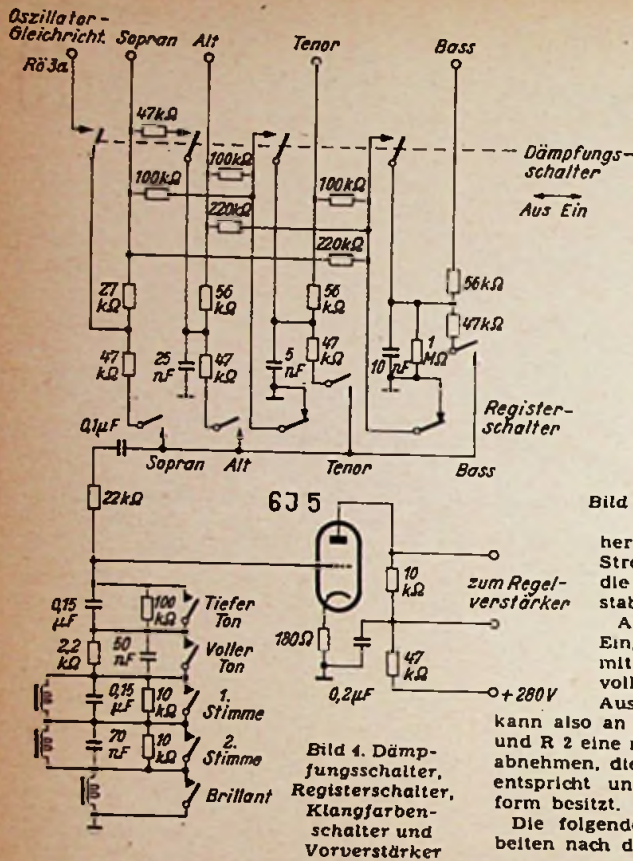 Oszillator-
Gleichricht.
Sopran
Alt
Tenor
Bass
Rö3a
47kΩ
Dämpfungs-
schalter
100kΩ
100kΩ
100kΩ
Aus Ein
220kΩ
220kΩ
27
kΩ
56
kΩ
56
kΩ
56kΩ
47
kΩ
25
nF
47
kΩ
5
nF
47
kΩ
10
nF
1
MΩ
47kΩ
Register-
schalter
0,1µF
Sopran
Alt
Tenor
Bass
22kΩ
6J5
10
kΩ
zum Regel-
verstärker
0,15
µF
100
kΩ
Tiefer
Ton
180Ω
2,2
kΩ
50
nF
Voller
Ton
0,2µF
47
kΩ
+280V
0,15
µF
10
kΩ
1.
Stimme
70
nF
10
kΩ
2.
Stimme
Brillant
Bild 4. Dämp-
fungsschalter,
Registerschalter,
Klangfarben-
schalter und
Vorverstärker
Bild
her
Stre
die
stab
A
Ein
mit
voll
Aus
kann also an
und R 2 eine
abnehmen, die
entspricht un
form besitzt.
Die folgende
beiten nach d